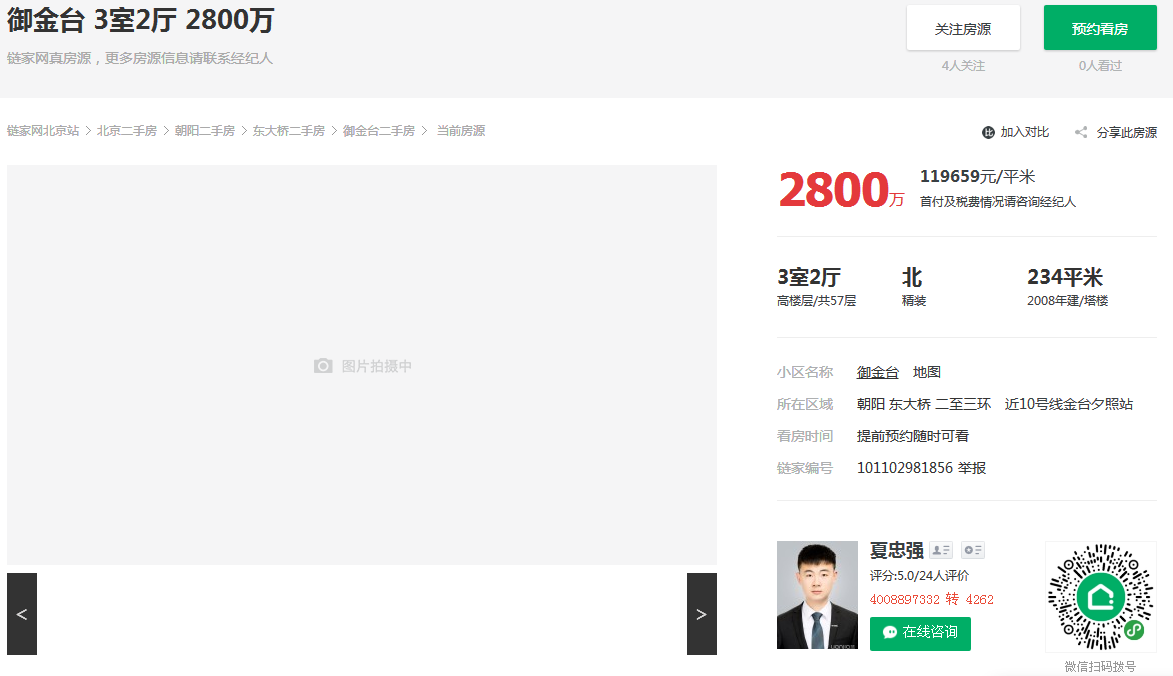 御金台 3室2厅 2800万
链家网真房源，更多房源信息请联系经纪人
关注房源
4人关注
预约看房
0人看过
链家网北京站 > 北京二手房 > 朝阳二手房 > 东大桥二手房 > 御金台二手房 > 当前房源
比 加入对比 分享此房源
图片拍摄中
<
>
2800万
119659元/平米
首付及税费情况请咨询经纪人
3室2厅
高楼层/共57层
北
精装
234平米
2008年建/塔楼
小区名称 御金台 地图
所在区域 朝阳 东大桥 二至三环 近10号线金台夕照站
看房时间 提前预约随时可看
链家编号 101102981856 举报
夏忠强
评分:5.0/24人评价
4008897332 转 4262
在线咨询
微信扫码拨号